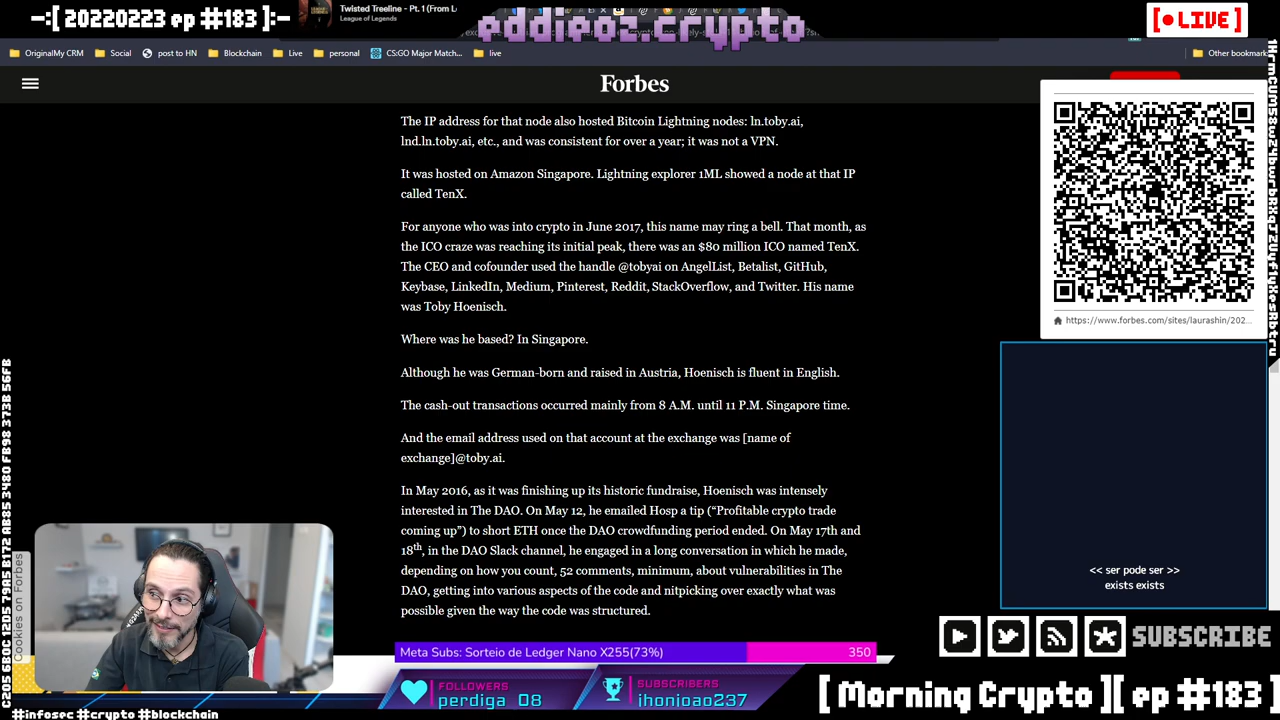 -:[ 20220223 ep #183 ]:-
Twisted Treeline - Pt. 1 (From L
League of Legends
eddieoz.crypto
[ LIVE ]
OriginalMy CRM
Social
post to HN
Blockchain
Live
personal
CS:GO Major Match...
live
Other bookmark
Forbes
The IP address for that node also hosted Bitcoin Lightning nodes: ln.toby.ai,
lnd.ln.toby.ai, etc., and was consistent for over a year; it was not a VPN.
It was hosted on Amazon Singapore. Lightning explorer 1ML showed a node at that IP
called TenX.
For anyone who was into crypto in June 2017, this name may ring a bell. That month, as
the ICO craze was reaching its initial peak, there was an $80 million ICO named TenX.
The CEO and cofounder used the handle @tobyai on AngelList, Betalist, GitHub,
Keybase, LinkedIn, Medium, Pinterest, Reddit, StackOverflow, and Twitter. His name
was Toby Hoenisch.
Where was he based? In Singapore.
Although he was German-born and raised in Austria, Hoenisch is fluent in English.
The cash-out transactions occurred mainly from 8 A.M. until 11 P.M. Singapore time.
And the email address used on that account at the exchange was [name of
exchange]@toby.ai.
In May 2016, as it was finishing up its historic fundraise, Hoenisch was intensely
interested in The DAO. On May 12, he emailed Hosp a tip (“Profitable crypto trade
coming up”) to short ETH once the DAO crowdfunding period ended. On May 17th and
18th, in the DAO Slack channel, he engaged in a long conversation in which he made,
depending on how you count, 52 comments, minimum, about vulnerabilities in The
DAO, getting into various aspects of the code and nitpicking over exactly what was
possible given the way the code was structured.
https://www.forbes.com/sites/laurashin/202...
<< ser pode ser >>
exists exists
Cookies on Forbes
SUBSCRIBE
Meta Subs: Sorteio de Ledger Nano X255(73%)
350
FOLLOWERS
perdiga_08
SUBSCRIBERS
ihonjoao237
[ Morning Crypto ][ ep #183 ]
#infosec #crypto #blockchain